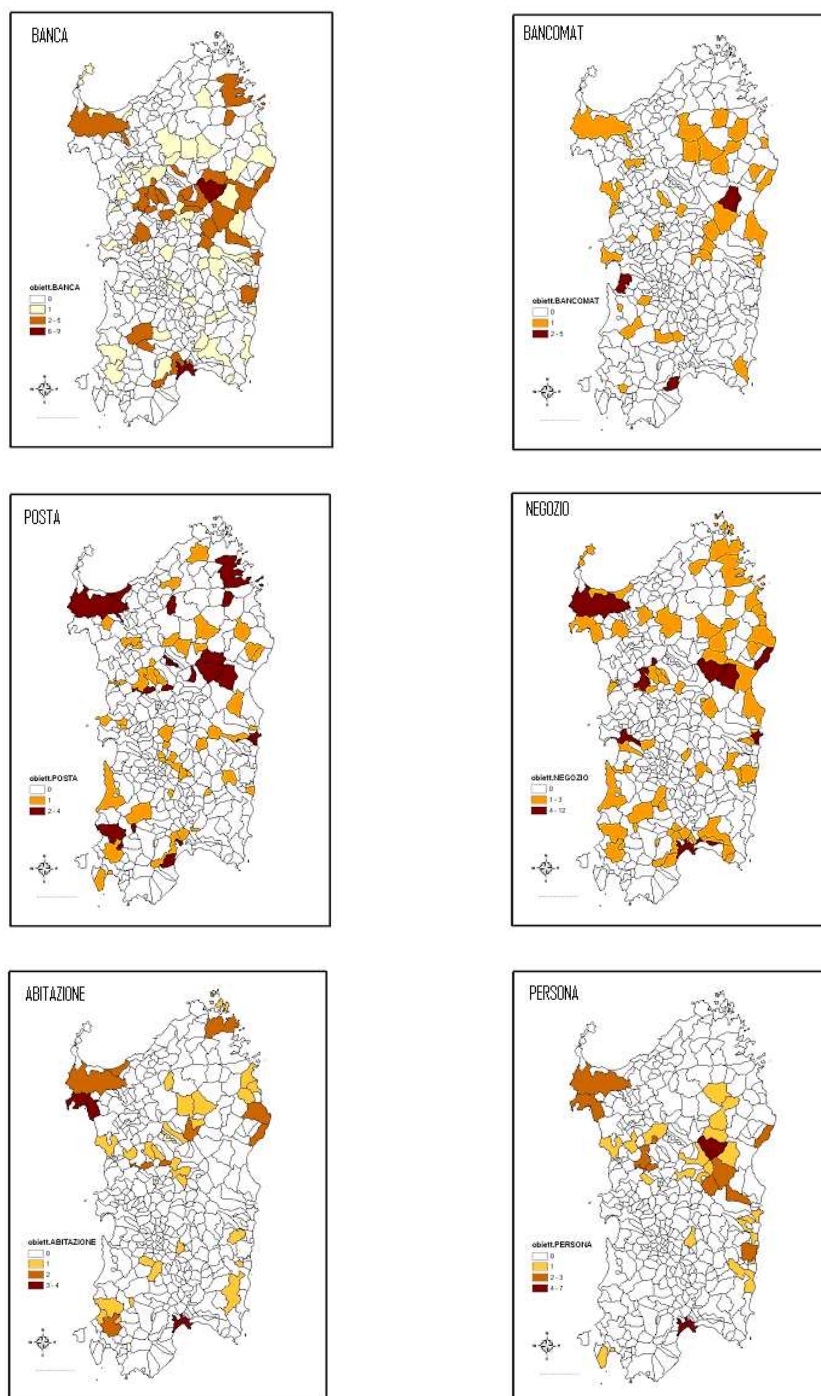 BANCA
obiett.BANCA
0
1
2 - 5
6 - 9
BANCOMAT
obiett.BANCOMAT
0
1
2 - 5
POSTA
obiett.POSTA
0
1
2 - 4
NEGOZIO
obiett.NEGOZIO
0
1 - 3
4 - 12
ABITAZIONE
obiett.ABITAZIONE
0
1
2
3 - 4
PERSONA
obiett.PERSONA
0
1
2 - 3
4 - 7